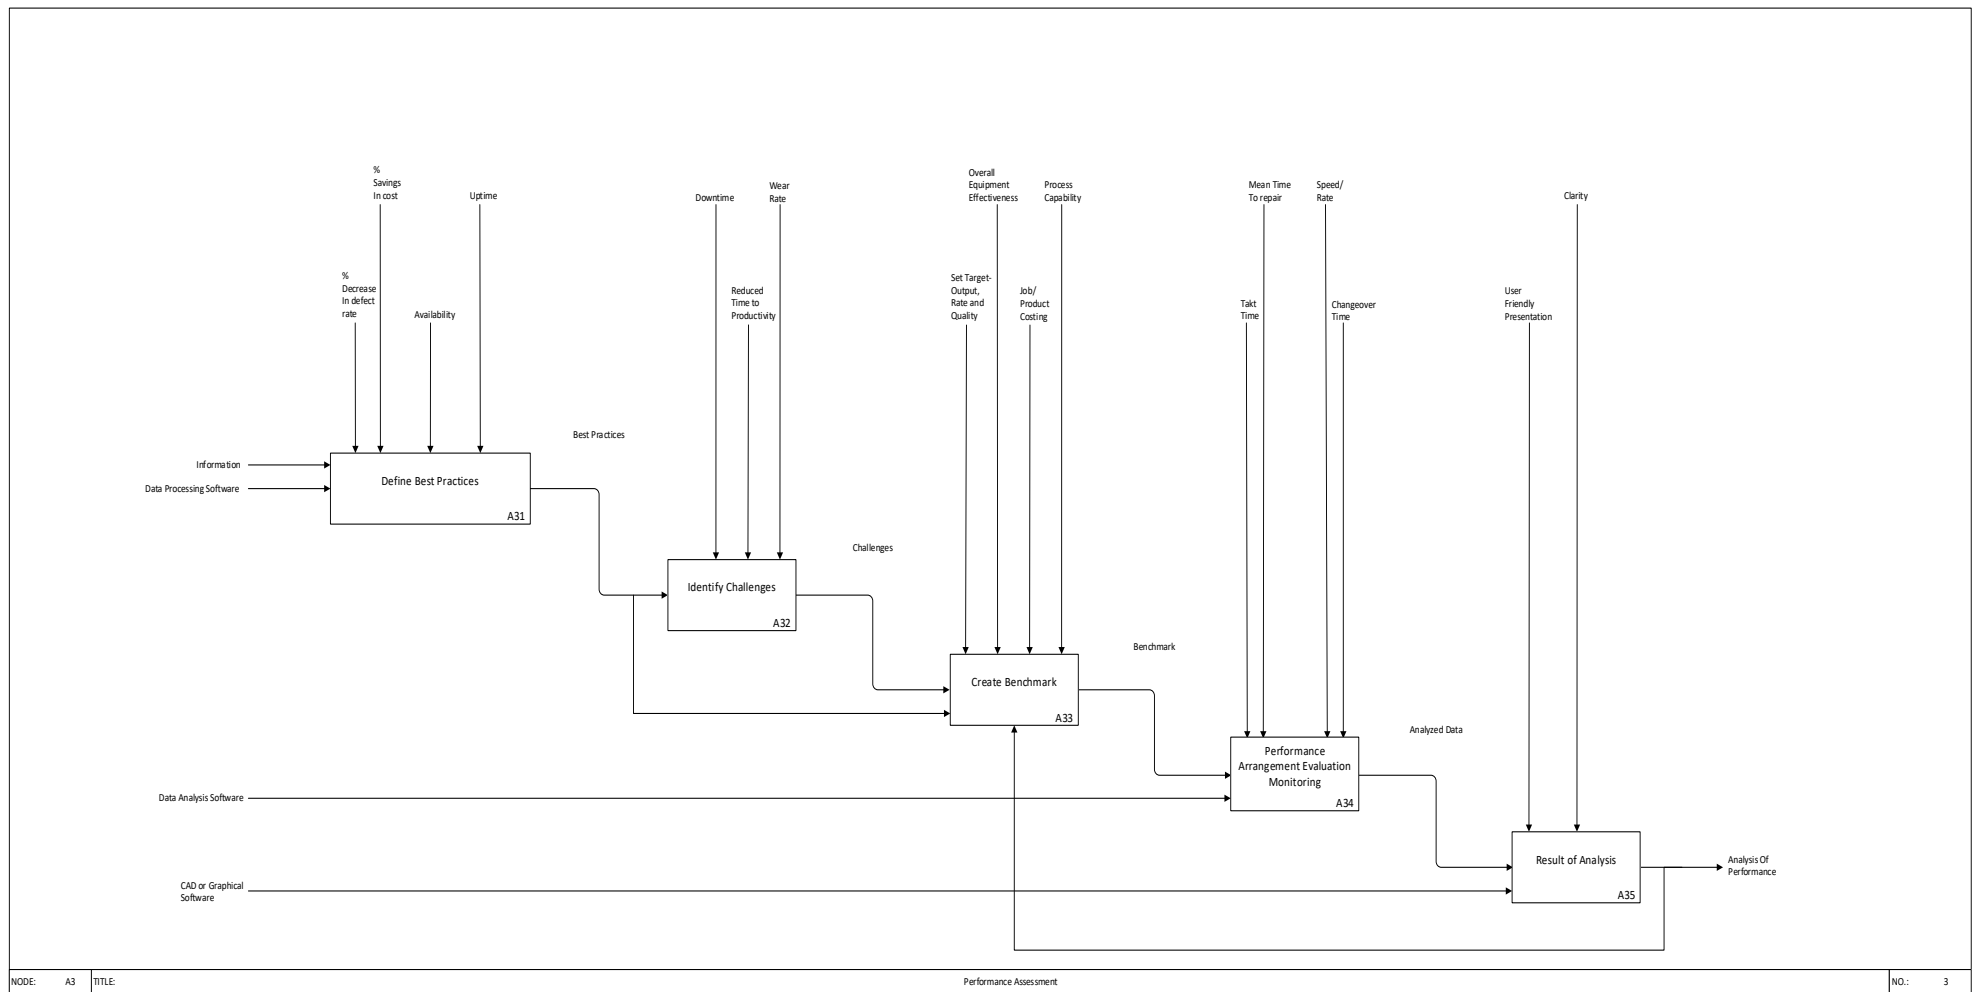 %
Savings
In cost
Uptime
%
Decrease
In defect
rate
Availability
Downtime
Wear
Rate
Reduced
Time to
Productivity
Overall
Equipment
Effectiveness
Process
Capability
Set Target-
Output,
Rate and
Quality
Job/
Product
Costing
Mean Time
To repair
Speed/
Rate
Takt
Time
Changeover
Time
Clarity
User
Friendly
Presentation
Best Practices
Information
Data Processing Software
Define Best Practices
A31
Challenges
Identify Challenges
A32
Benchmark
Create Benchmark
A33
Analyzed Data
Performance
Arrangement Evaluation
Monitoring
A34
Data Analysis Software
Result of Analysis
A35
Analysis Of
Performance
CAD or Graphical
Software
NODE: A3 TITLE: Performance Assessment NO.: 3